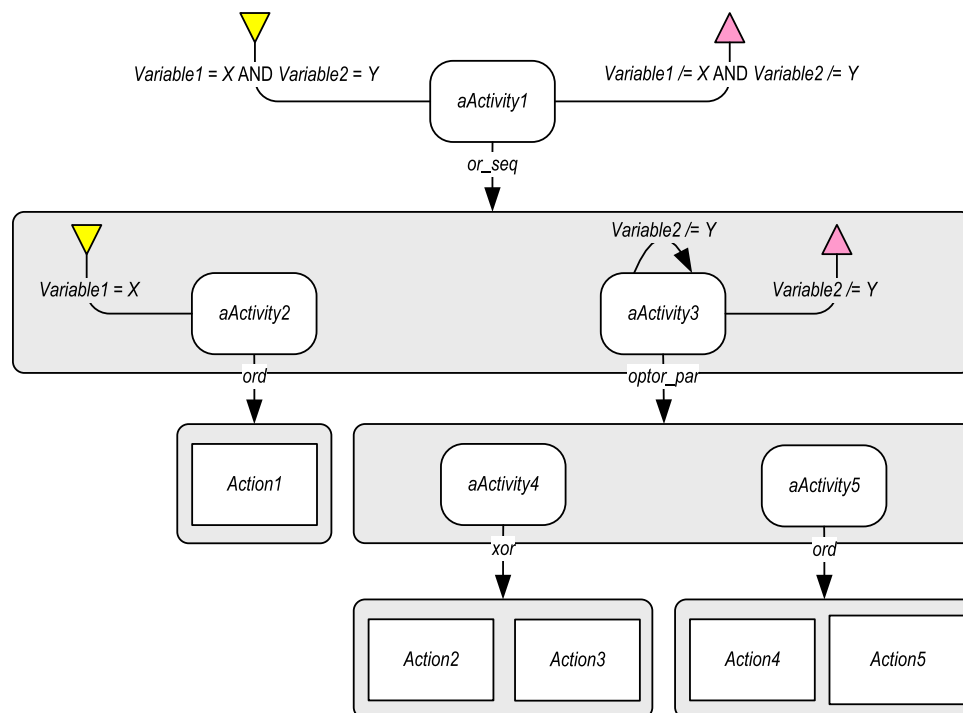 Variable1 = X AND Variable2 = Y
Variable1 /= X AND Variable2 /= Y
aActivity1
or_seq
Variable2 /= Y
Variable1 = X
Variable2 /= Y
aActivity2
aActivity3
ord
optor_par
Action1
aActivity4
aActivity5
xor
ord
Action2
Action3
Action4
Action5